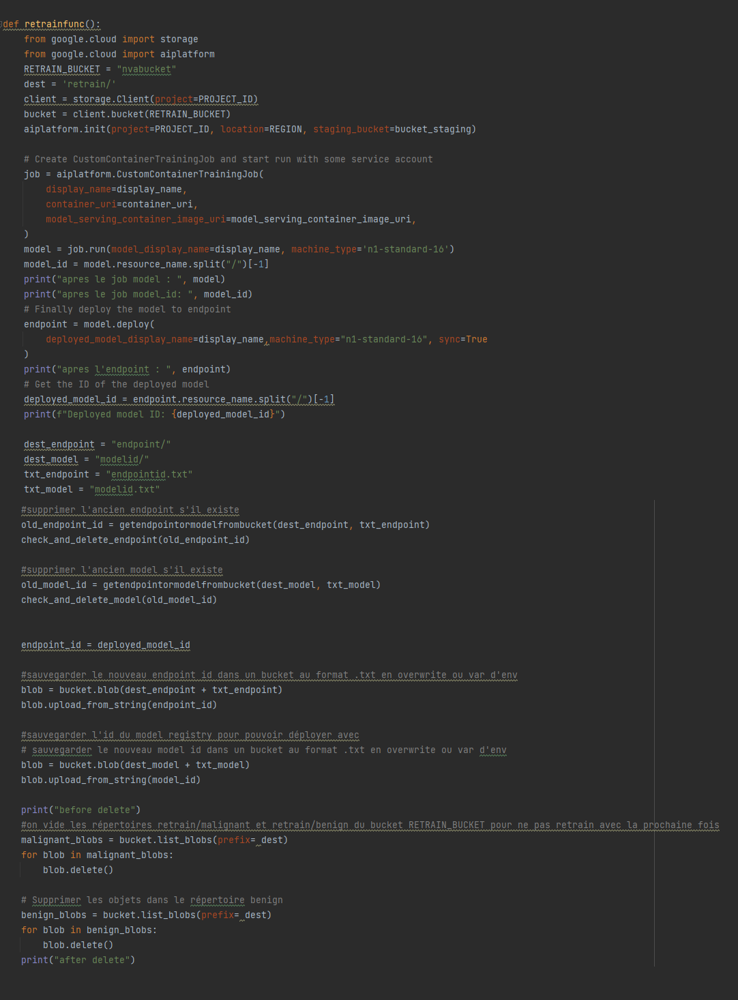 def retrainfunc():
    from google.cloud import storage
    from google.cloud import aiplatform
    RETRAIN_BUCKET = "nvabucket"
    dest = 'retrain/'
    client = storage.Client(project=PROJECT_ID)
    bucket = client.bucket(RETRAIN_BUCKET)
    aiplatform.init(project=PROJECT_ID, location=REGION, staging_bucket=bucket_staging)

    # Create CustomContainerTrainingJob and start run with some service account
    job = aiplatform.CustomContainerTrainingJob(
        display_name=display_name,
        container_uri=container_uri,
        model_serving_container_image_uri=model_serving_container_image_uri,
    )
    model = job.run(model_display_name=display_name, machine_type='n1-standard-16')
    model_id = model.resource_name.split("/")[-1]
    print("apres le job model : ", model)
    print("apres le job model_id: ", model_id)
    # Finally deploy the model to endpoint
    endpoint = model.deploy(
        deployed_model_display_name=display_name,machine_type="n1-standard-16", sync=True
    )
    print("apres l'endpoint : ", endpoint)
    # Get the ID of the deployed model
    deployed_model_id = endpoint.resource_name.split("/")[-1]
    print(f"Deployed model ID: {deployed_model_id}")

    dest_endpoint = "endpoint/"
    dest_model = "modelid/"
    txt_endpoint = "endpointid.txt"
    txt_model = "modelid.txt"
    #supprimer l'ancien endpoint s'il existe
    old_endpoint_id = getendpointormodelfrombucket(dest_endpoint, txt_endpoint)
    check_and_delete_endpoint(old_endpoint_id)

    #supprimer l'ancien model s'il existe
    old_model_id = getendpointormodelfrombucket(dest_model, txt_model)
    check_and_delete_model(old_model_id)


    endpoint_id = deployed_model_id

    #sauvegarder le nouveau endpoint id dans un bucket au format .txt en overwrite ou var d'env
    blob = bucket.blob(dest_endpoint + txt_endpoint)
    blob.upload_from_string(endpoint_id)

    #sauvegarder l'id du model registry pour pouvoir déployer avec
    # sauvegarder le nouveau model id dans un bucket au format .txt en overwrite ou var d'env
    blob = bucket.blob(dest_model + txt_model)
    blob.upload_from_string(model_id)

    print("before delete")
    #on vide les répertoires retrain/malignant et retrain/benign du bucket RETRAIN_BUCKET pour ne pas retrain avec la prochaine fois
    malignant_blobs = bucket.list_blobs(prefix= dest)
    for blob in malignant_blobs:
        blob.delete()

    # Supprimer les objets dans le répertoire benign
    benign_blobs = bucket.list_blobs(prefix= dest)
    for blob in benign_blobs:
        blob.delete()
    print("after delete")